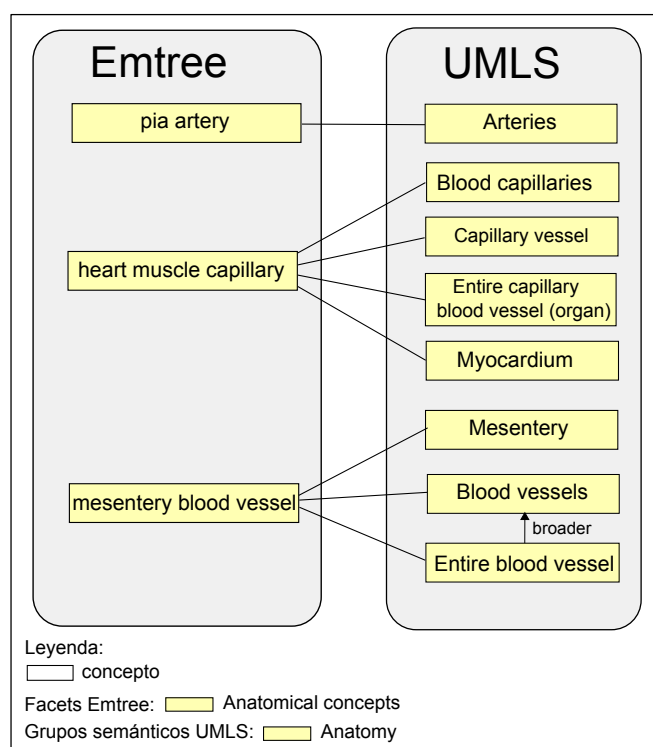 Emtree
UMLS
pia artery
Arteries
Blood capillaries
Capillary vessel
heart muscle capillary
Entire capillary
blood vessel (organ)
Myocardium
Mesentery
mesentery blood vessel
Blood vessels
broader
Entire blood vessel
Leyenda:
concepto
Facets Emtree: Anatomical concepts
Grupos semánticos UMLS: Anatomy